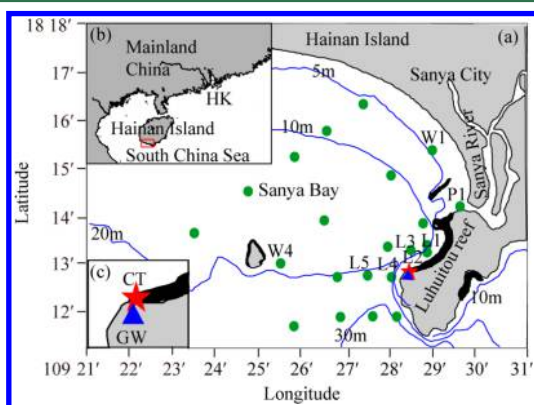 18 18′
Hainan Island
(a)
(b)
Mainland
China
HK
Hainan Island
South China Sea
17′
5m
Sanya City
16′
10m
W1
Sanya River
15′
P1
Sanya Bay
14′
L3 L1
20m
W4
L2
13′
L5 L4
Luhuitou reef
(c)
CT
10m
12′
GW
30m
Latitude
109 21′ 22′ 23′ 24′ 25′ 26′ 27′ 28′ 29′ 30′ 31′
Longitude